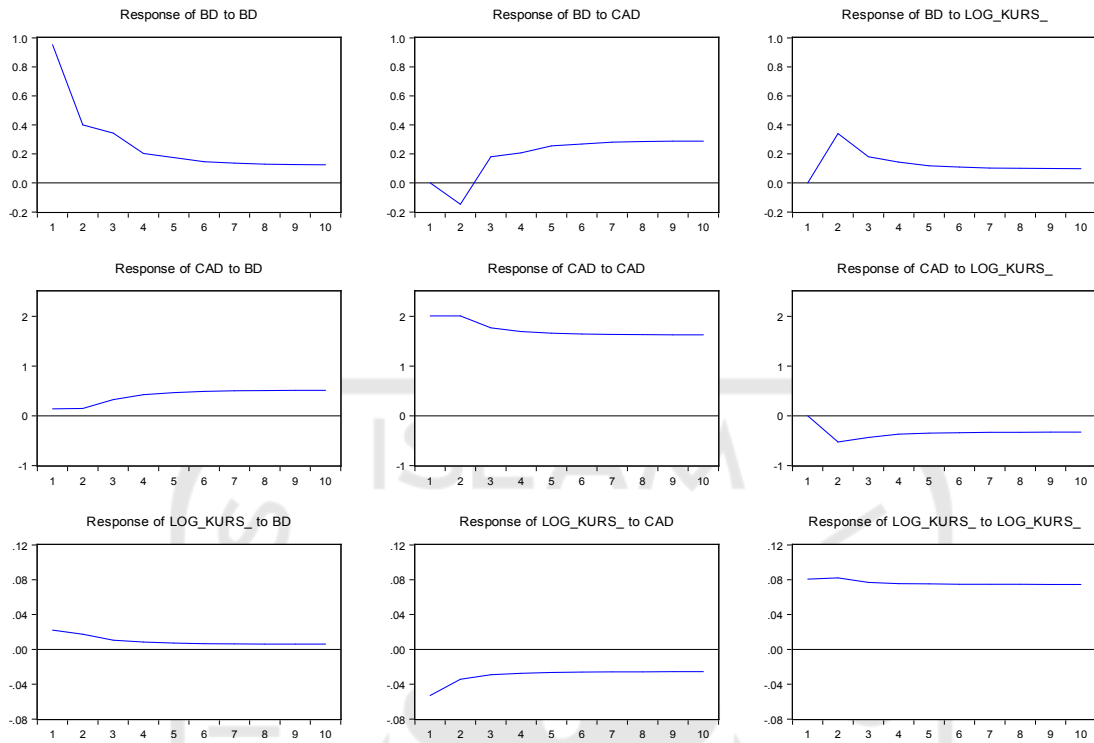 Response of BD to BD
Response of BD to CAD
Response of BD to LOG_KURS_
1.0 1.0 1.0
0.8 0.8 0.8
0.6 0.6 0.6
0.4 0.4 0.4
0.2 0.2 0.2
0.0 0.0 0.0
-0.2 -0.2 -0.2
1 2 3 4 5 6 7 8 9 10
1 2 3 4 5 6 7 8 9 10
1 2 3 4 5 6 7 8 9 10
Response of CAD to BD
Response of CAD to CAD
Response of CAD to LOG_KURS_
2 2 2
1 1 1
0 0 0
-1 -1 -1
1 2 3 4 5 6 7 8 9 10
1 2 3 4 5 6 7 8 9 10
1 2 3 4 5 6 7 8 9 10
ISLAM
Response of LOG_KURS_ to BD
Response of LOG_KURS_ to CAD
Response of LOG_KURS_ to LOG_KURS_
.12 .12 .12
.08 .08 .08
.04 .04 .04
.00 .00 .00
-.04 -.04 -.04
-.08 -.08 -.08
1 2 3 4 5 6 7 8 9 10
1 2 3 4 5 6 7 8 9 10
1 2 3 4 5 6 7 8 9 10